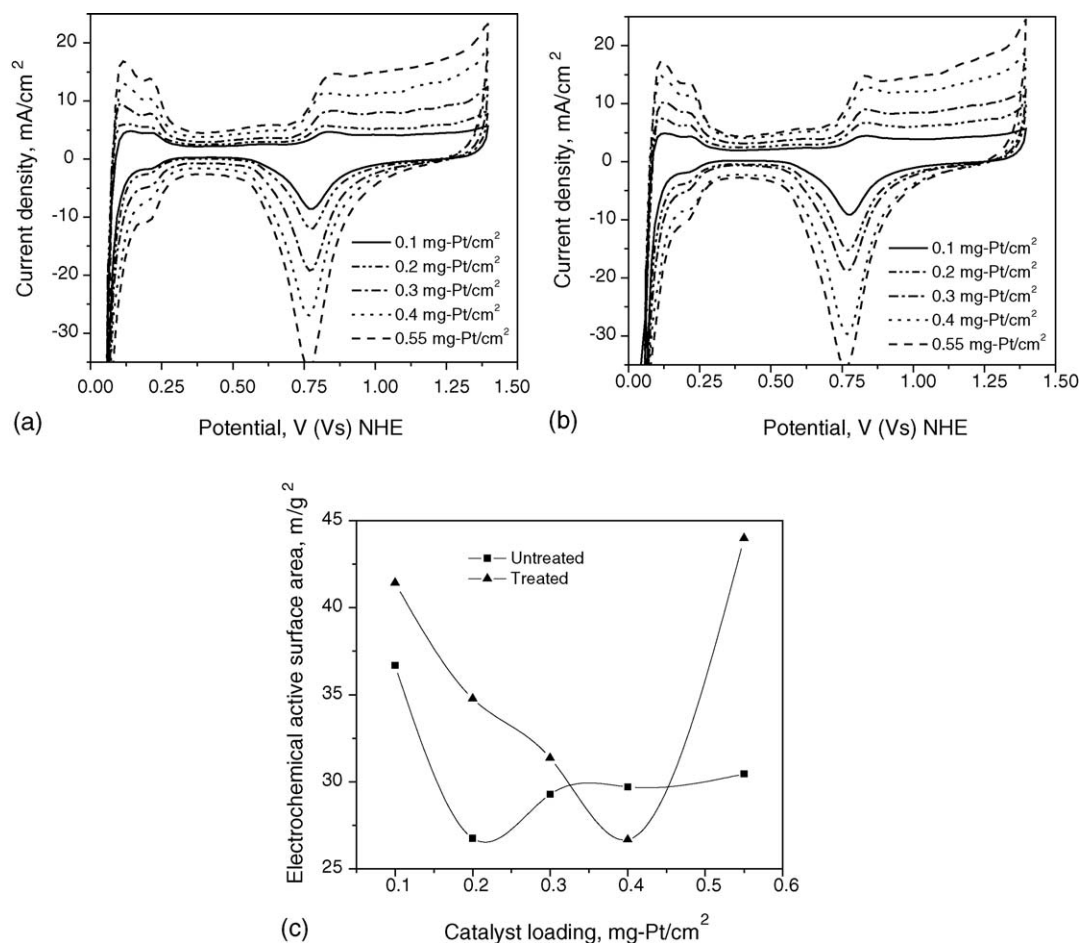 20
10
0
-10
-20
-30
0.00 0.25 0.50 0.75 1.00 1.25 1.50
Current density, mA/cm²
Potential, V (Vs) NHE
0.1 mg-Pt/cm²
0.2 mg-Pt/cm²
0.3 mg-Pt/cm²
0.4 mg-Pt/cm²
0.55 mg-Pt/cm²
(a)
20
10
0
-10
-20
-30
0.00 0.25 0.50 0.75 1.00 1.25 1.50
Current density, mA/cm²
Potential, V (Vs) NHE
0.1 mg-Pt/cm²
0.2 mg-Pt/cm²
0.3 mg-Pt/cm²
0.4 mg-Pt/cm²
0.55 mg-Pt/cm²
(b)
45
40
35
30
25
0.1 0.2 0.3 0.4 0.5 0.6
Electrochemical active surface area, m/g²
Untreated
Treated
Catalyst loading, mg-Pt/cm²
(c)